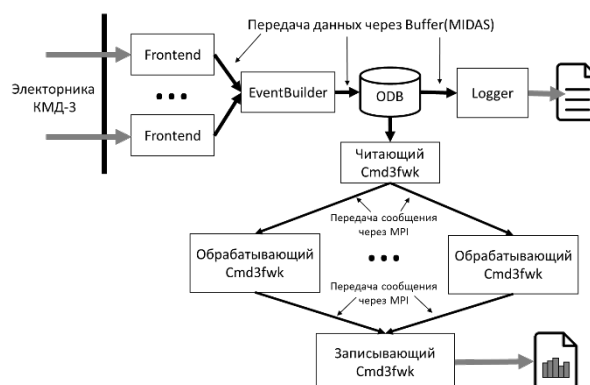 Передача данных через Buffer(MIDAS)
Frontend
Электорника
КМД-3
EventBuilder
ODB
Logger
Frontend
Читающий
Cmd3fwk
Передача сообщения
через MPI
Обрабатывающий
Cmd3fwk
Обрабатывающий
Cmd3fwk
Передача сообщения
через MPI
Записывающий
Cmd3fwk